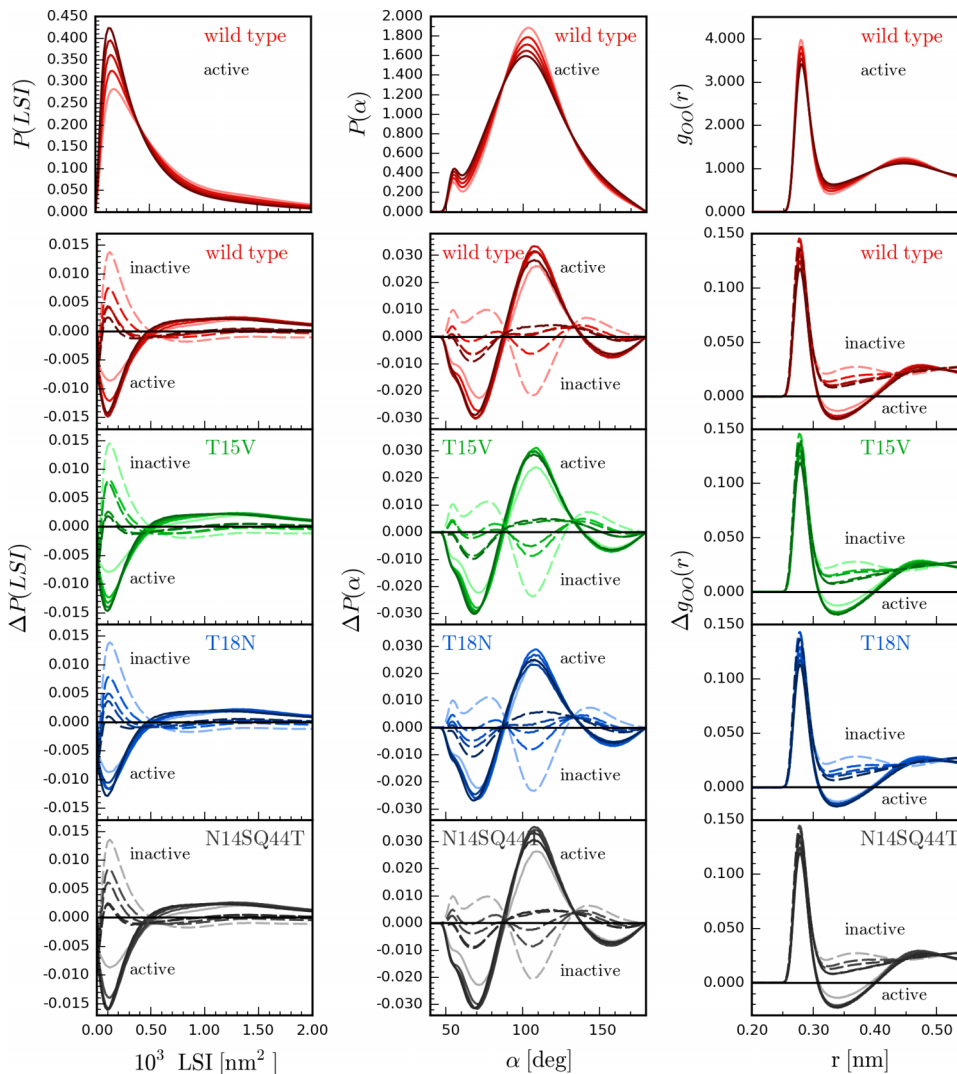 0.450
0.400
0.350
0.300
0.250
0.200
0.150
0.100
0.050
0.000
P(LSI)
wild type
active
2.000
1.800
1.600
1.400
1.200
1.000
0.800
0.600
0.400
0.200
0.000
P(α)
wild type
active
4.000
3.000
2.000
1.000
0.000
g_OO(r)
wild type
active
0.015
0.010
0.005
0.000
-0.005
-0.010
-0.015
wild type
inactive
active
0.030
0.020
0.010
0.000
-0.010
-0.020
-0.030
wild type
active
inactive
0.150
0.100
0.050
0.000
wild type
inactive
active
0.015
0.010
0.005
0.000
-0.005
-0.010
-0.015
T15V
inactive
active
ΔP(LSI)
0.030
0.020
0.010
0.000
-0.010
-0.020
-0.030
T15V
active
inactive
ΔP(α)
0.150
0.100
0.050
0.000
T15V
inactive
active
Δg_OO(r)
0.015
0.010
0.005
0.000
-0.005
-0.010
-0.015
T18N
inactive
active
0.030
0.020
0.010
0.000
-0.010
-0.020
-0.030
T18N
active
inactive
0.150
0.100
0.050
0.000
T18N
inactive
active
0.015
0.010
0.005
0.000
-0.005
-0.010
-0.015
N14SQ44T
inactive
active
0.030
0.020
0.010
0.000
-0.010
-0.020
-0.030
N14SQ44T
active
inactive
0.150
0.100
0.050
0.000
N14SQ44T
inactive
active
0.00 0.50 1.00 1.50 2.00
10³ LSI [nm²]
50 100 150
α [deg]
0.20 0.30 0.40 0.50
r [nm]